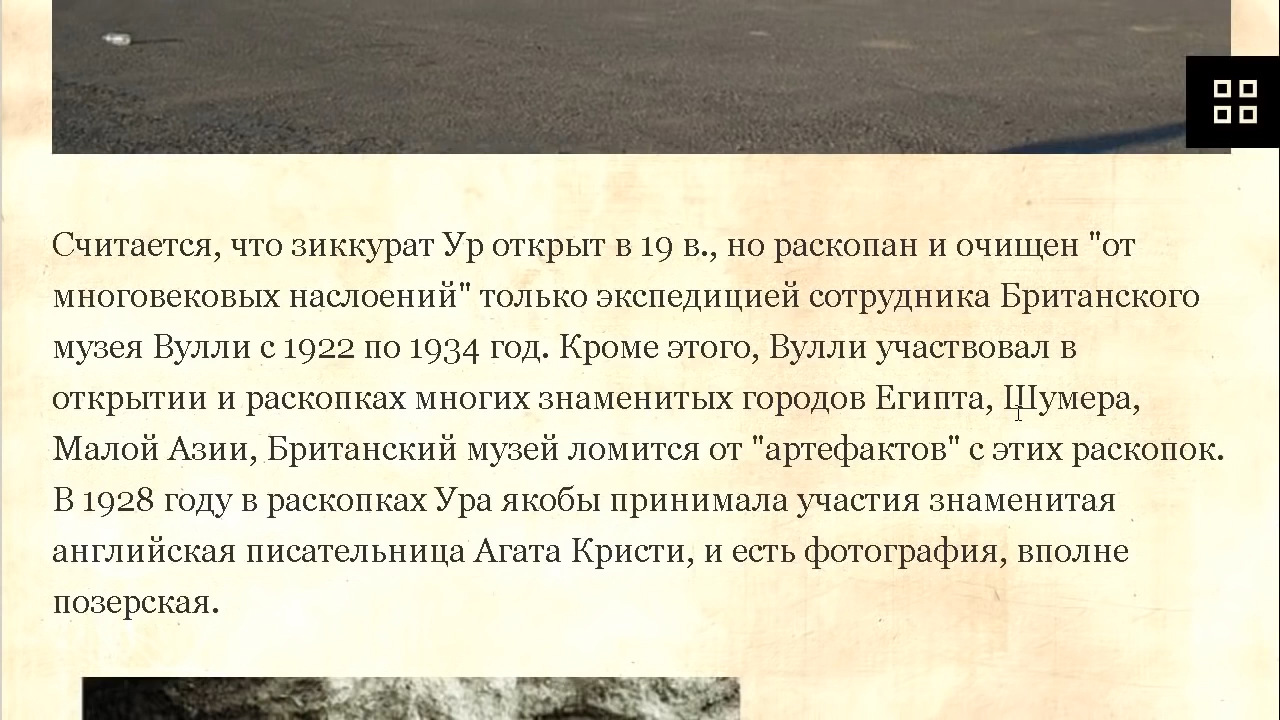 Считается, что зиккурат Ур открыт в 19 в., но раскопан и очищен "от
многовековых наслоений" только экспедицией сотрудника Британского
музея Вулли с 1922 по 1934 год. Кроме этого, Вулли участвовал в
открытии и раскопках многих знаменитых городов Египта, Шумера,
Малой Азии, Британский музей ломится от "артефактов" с этих раскопок.
В 1928 году в раскопках Ура якобы принимала участия знаменитая
английская писательница Агата Кристи, и есть фотография, вполне
позерская.